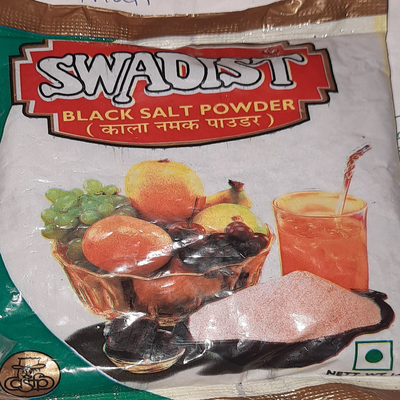 SWADIST
BLACK SALT POWDER
( काला नमक पाउडर )